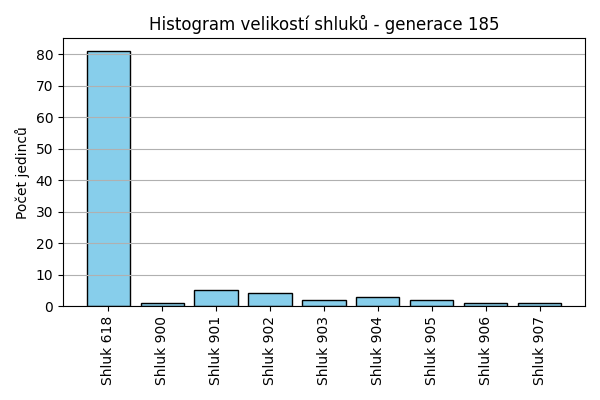 Histogram velikostí shluků - generace 185
Počet jedinců
80
70
60
50
40
30
20
10
0
Shluk 618
Shluk 900
Shluk 901
Shluk 902
Shluk 903
Shluk 904
Shluk 905
Shluk 906
Shluk 907